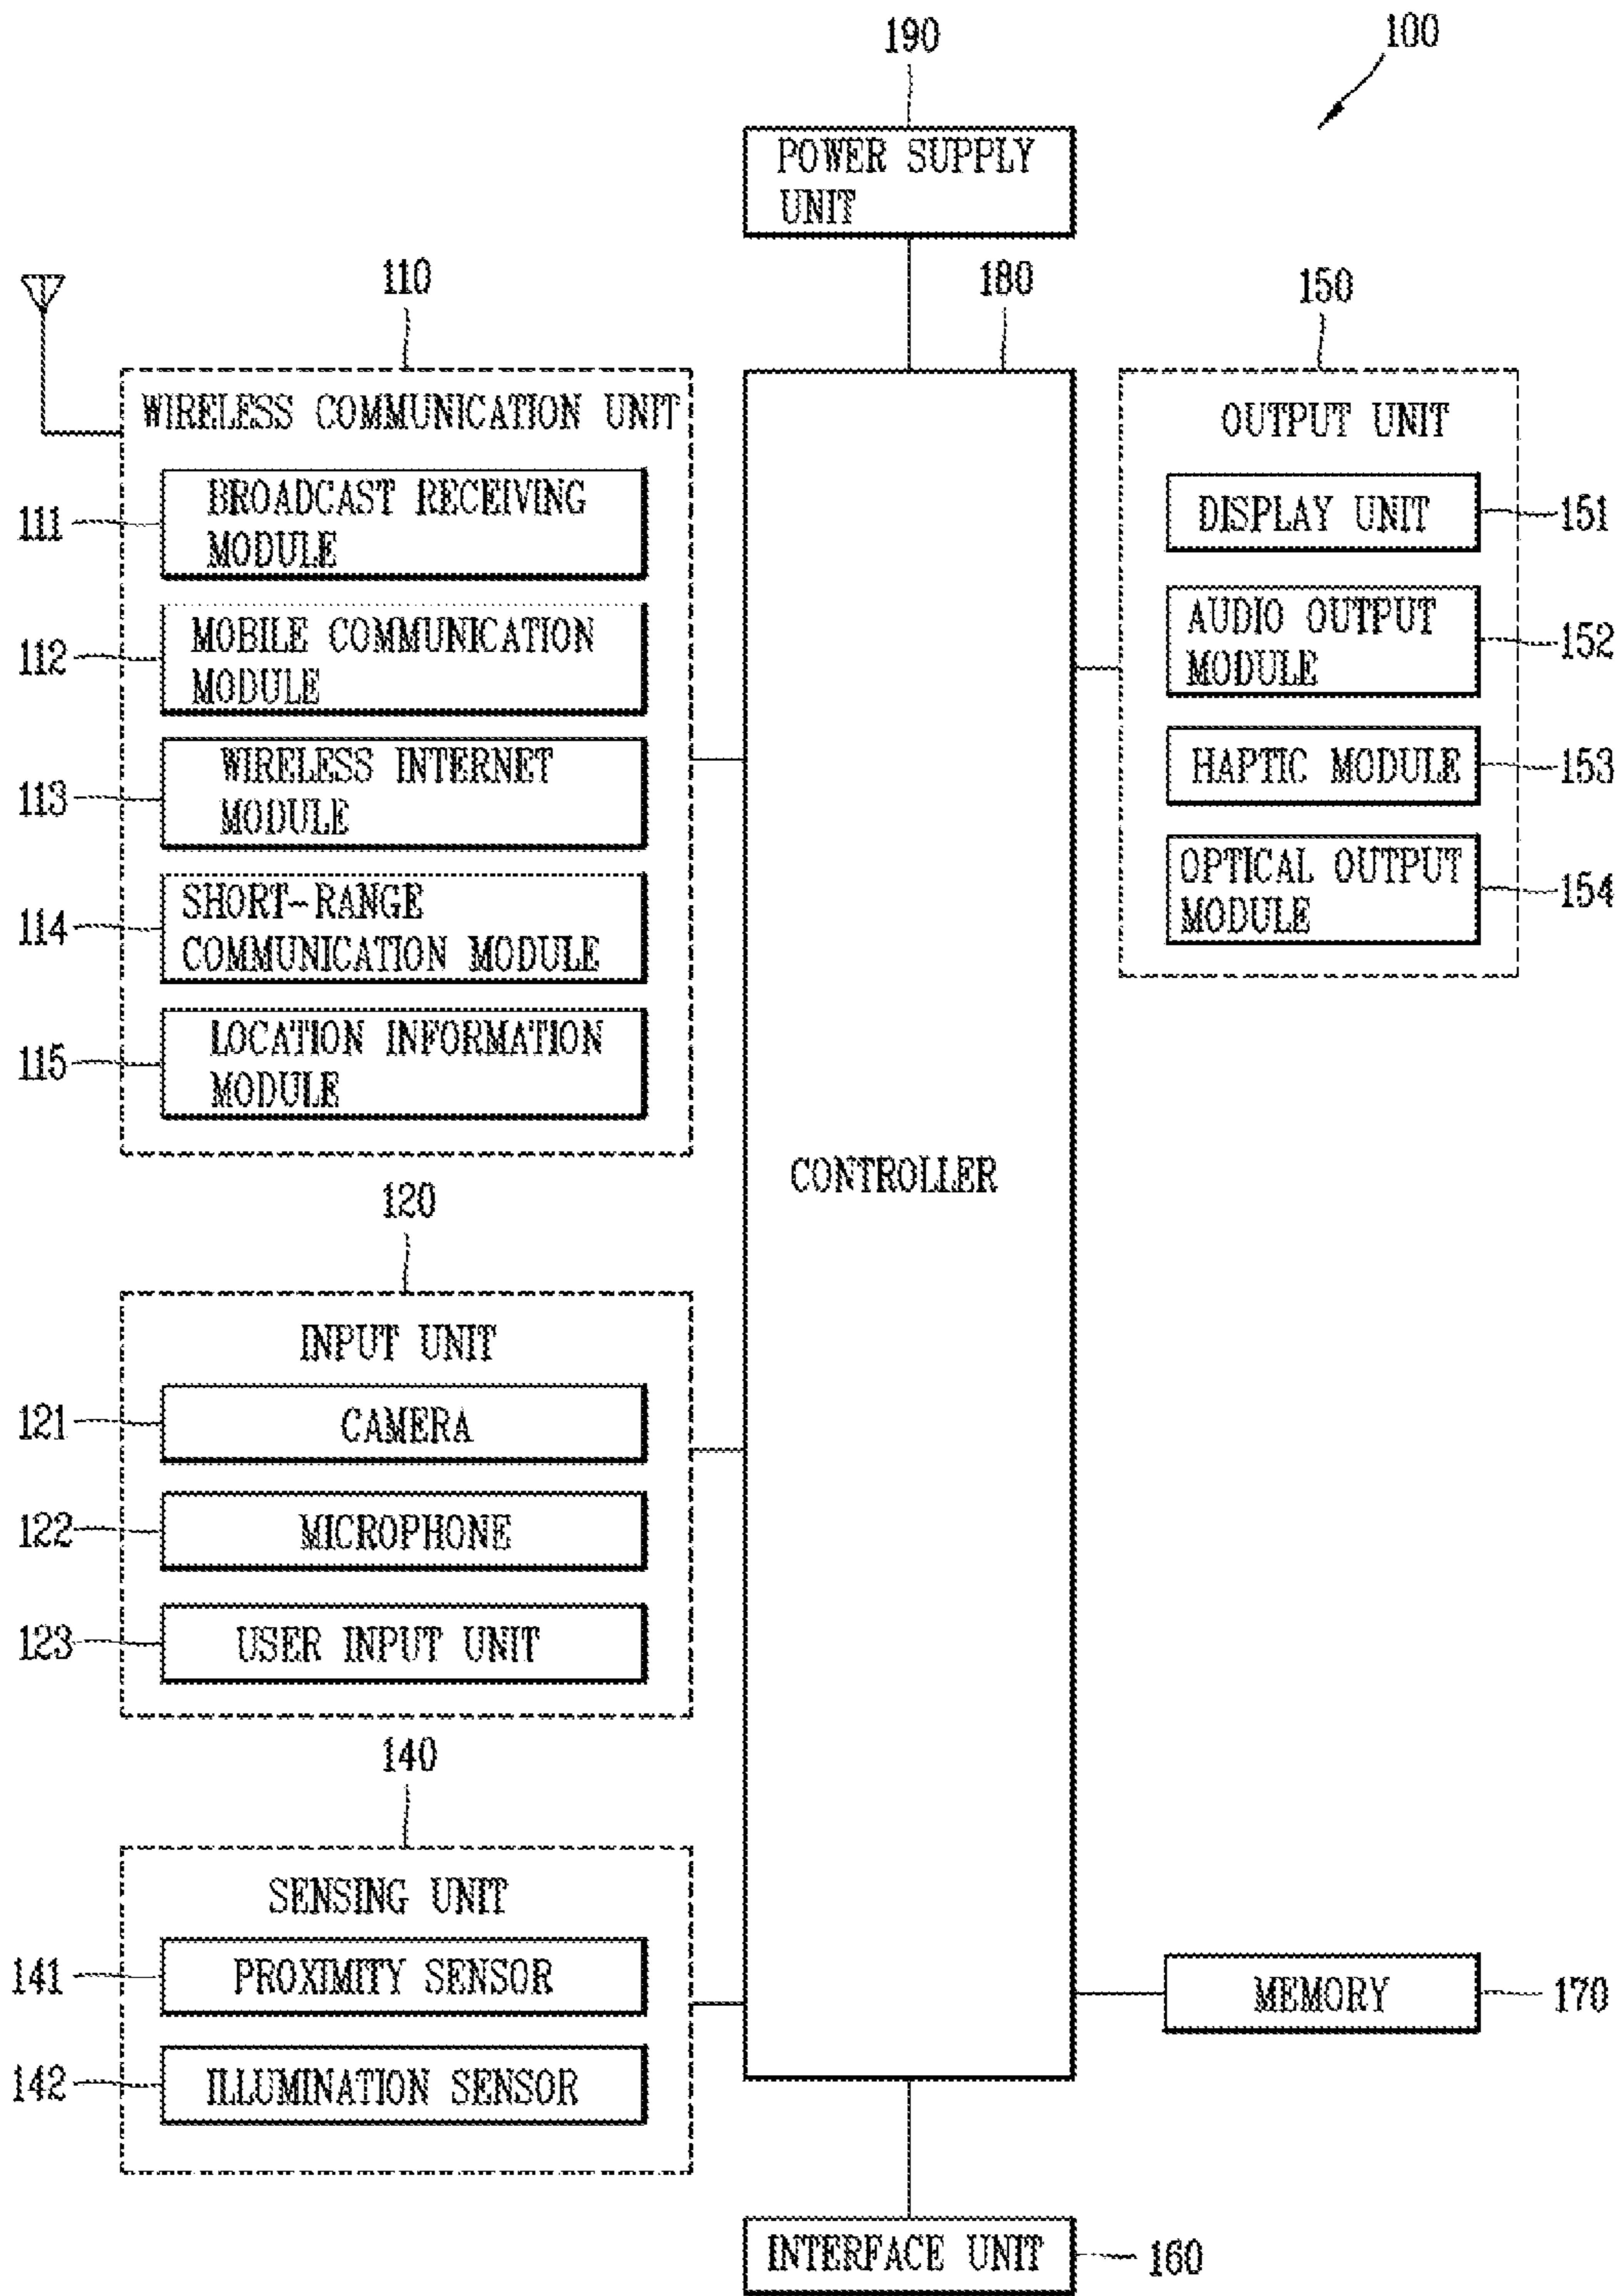 190
100
POWER SUPPLY
UNIT
110
180
150
WIRELESS COMMUNICATION UNIT
111
BROADCAST RECEIVING
MODULE
112
MOBILE COMMUNICATION
MODULE
113
WIRELESS INTERNET
MODULE
114
SHORT-RANGE
COMMUNICATION MODULE
115
LOCATION INFORMATION
MODULE
OUTPUT UNIT
DISPLAY UNIT
151
AUDIO OUTPUT
MODULE
152
HAPTIC MODULE
153
OPTICAL OUTPUT
MODULE
154
CONTROLLER
120
INPUT UNIT
121
CAMERA
122
MICROPHONE
123
USER INPUT UNIT
140
SENSING UNIT
141
PROXIMITY SENSOR
142
ILLUMINATION SENSOR
MEMORY
170
INTERFACE UNIT
160